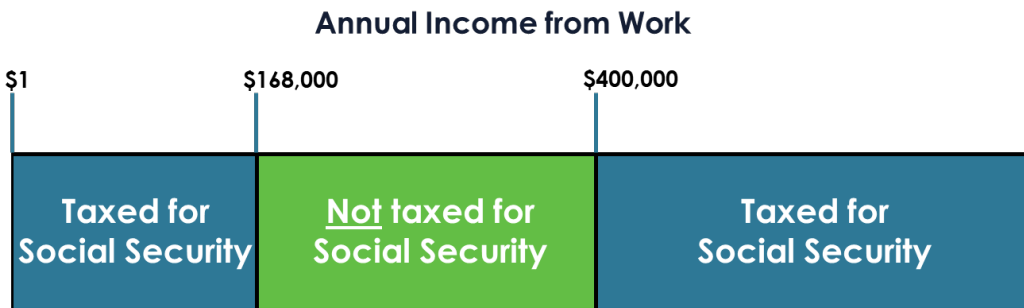 Annual Income from Work
$1
$168,000
$400,000
Taxed for
Social Security
Not taxed for
Social Security
Taxed for
Social Security